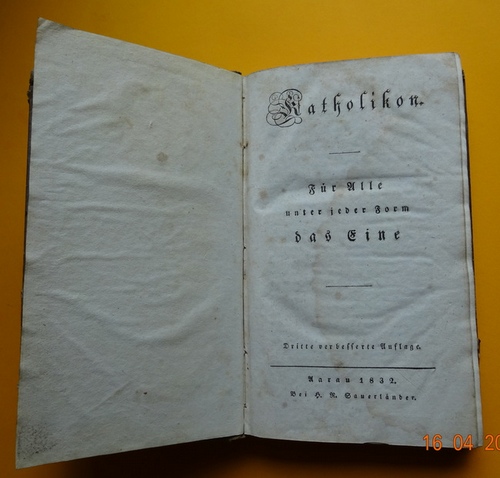 Katholikon.
Für Alle
unter jeder Form
das Eine
Dritte verbesserte Auflage.
Aarau 1832.
Bei H. R. Sauerländer.
16 04 20